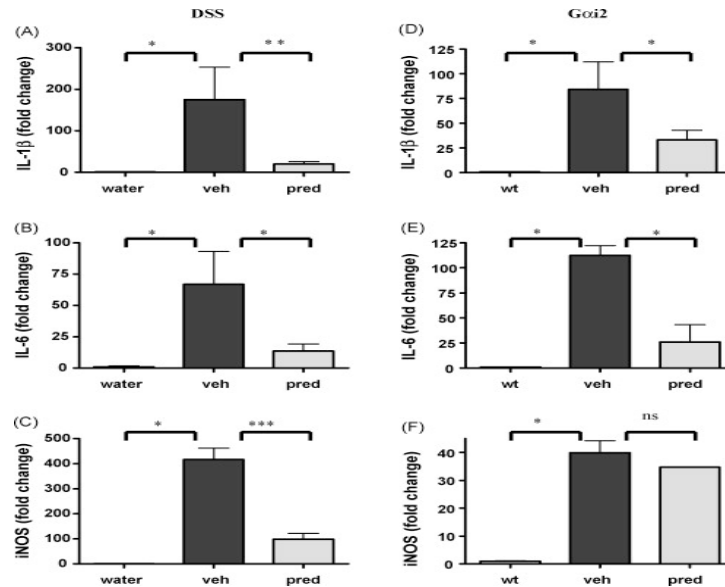 DSS
Gαi2
(A)
* **
IL-1β (fold change)
300
200
100
0
water veh pred
(D)
* *
IL-1β (fold change)
125
100
75
50
25
0
wt veh pred
(B)
* *
IL-6 (fold change)
100
75
50
25
0
water veh pred
(E)
* *
IL-6 (fold change)
125
100
75
50
25
0
wt veh pred
(C)
* ***
iNOS (fold change)
500
400
300
200
100
0
water veh pred
(F)
* ns
iNOS (fold change)
40
30
20
10
0
wt veh pred